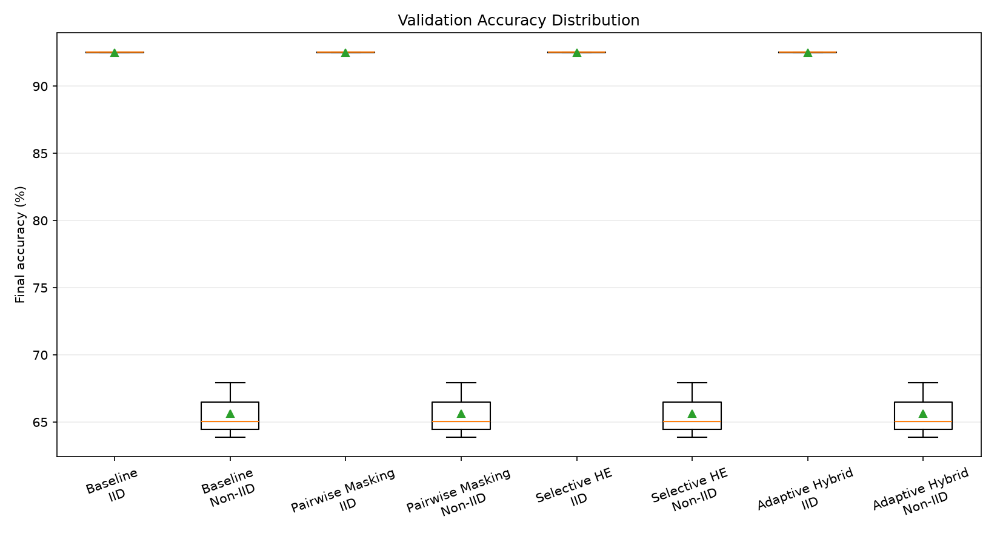 Validation Accuracy Distribution
Final accuracy (%)
90
85
80
75
70
65
Baseline
IID
Baseline
Non-IID
Pairwise Masking
IID
Pairwise Masking
Non-IID
Selective HE
IID
Selective HE
Non-IID
Adaptive Hybrid
IID
Adaptive Hybrid
Non-IID